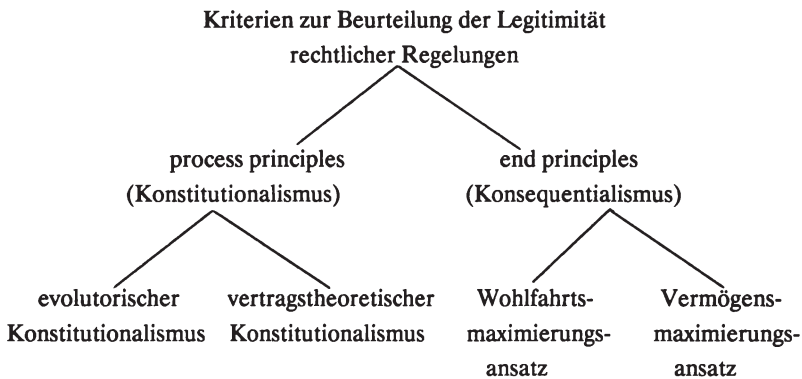 Kriterien zur Beurteilung der Legitimität
rechtlicher Regelungen
process principles
(Konstitutionalismus)
end principles
(Konsequentialismus)
evolutorischer
Konstitutionalismus
vertragstheoretischer
Konstitutionalismus
Wohlfahrts-
maximierungs-
ansatz
Vermögens-
maximierungs-
ansatz